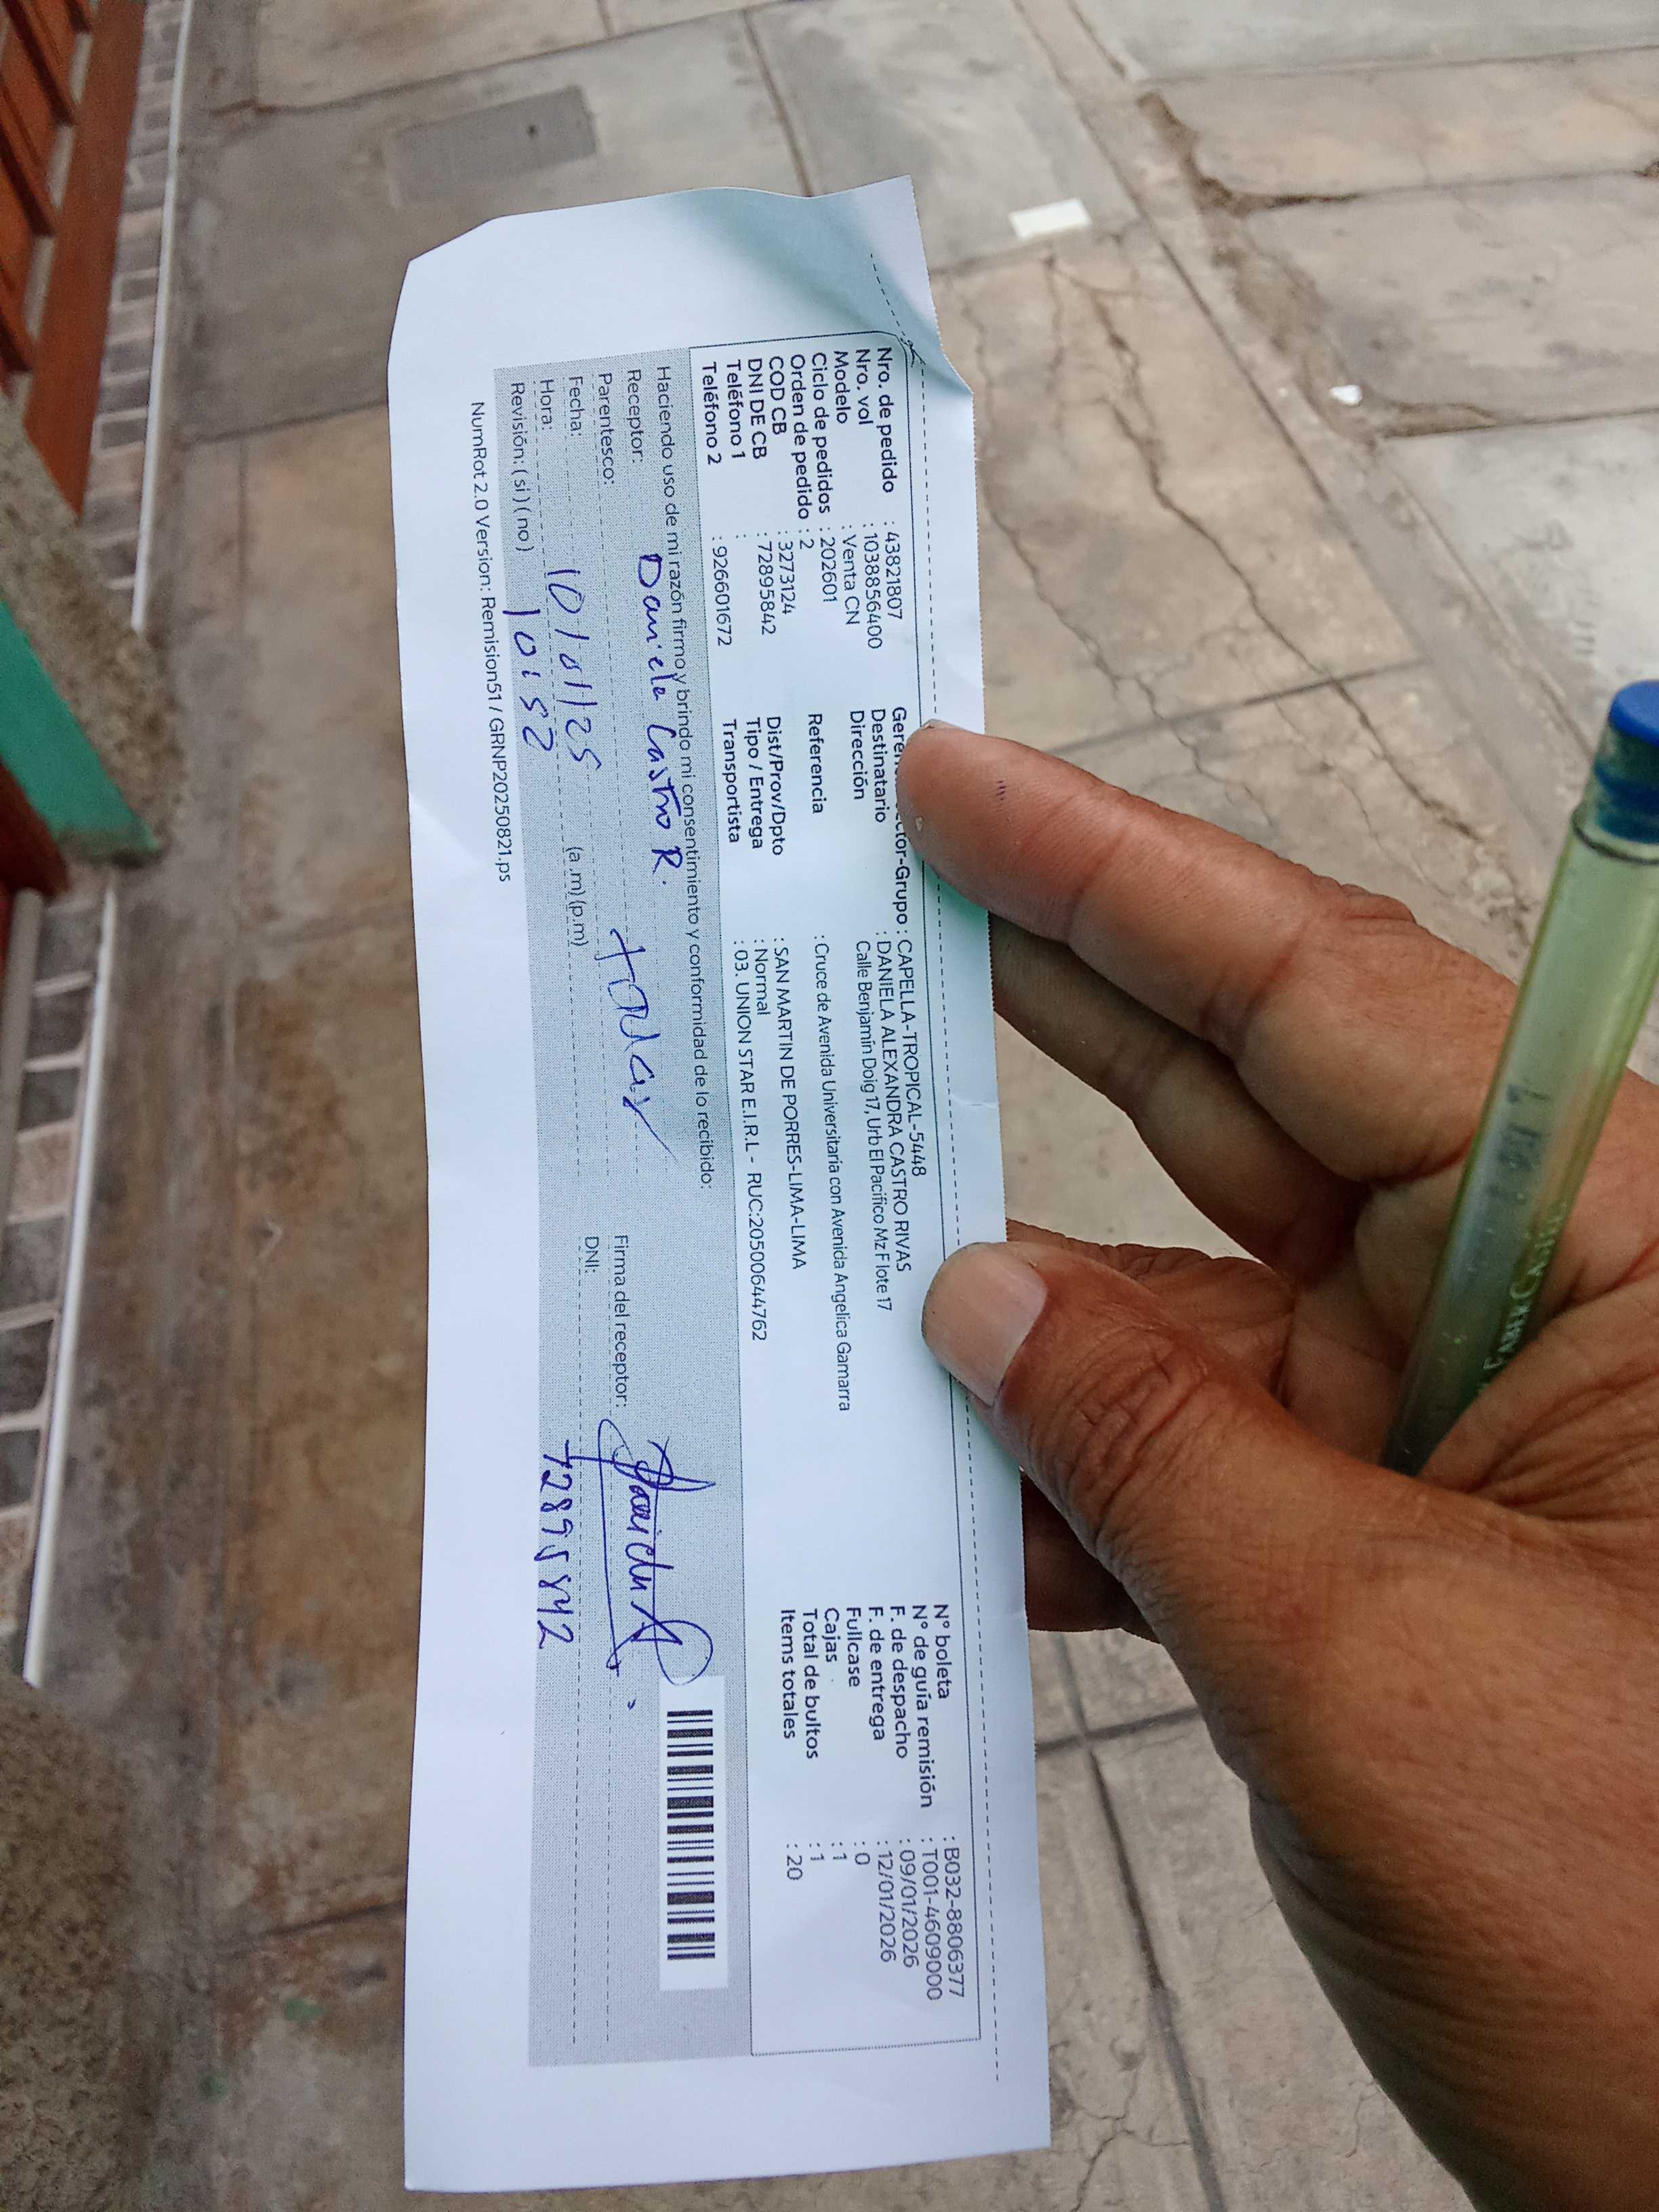 Nro. de pedido : 43821807
Nro. vol : 1038856400
Modelo : Venta CN
Ciclo de pedidos : 202601
Orden de pedido : 2
COD CB : 3273124
DNI DE CB : 72895842
Teléfono 1 :
Teléfono 2 : 926601672
ctor-Grupo : CAPELLA-TROPICAL-5448
Destinatario : DANIELA ALEXANDRA CASTRO RIVAS
Dirección Calle Benjamin Doig 17, Urb El Pacifico Mz F lote 17
Referencia : Cruce de Avenida Universitaria con Avenida Angelica Gamarra
Dist/Prov/Dpto : SAN MARTIN DE PORRES-LIMA-LIMA
Tipo / Entrega : Normal
Transportista : 03. UNION STAR E.I.R.L - RUC:20500644762
N° boleta : B032-8806377
N° de guía remisión : T001-4609000
F. de despacho : 09/01/2026
F. de entrega : 12/01/2026
Fullcase : 0
Cajas : 1
Total de bultos : 1
Items totales : 20
Haciendo uso de mi razón firmo y brindo mi consentimiento y conformidad de lo recibido:
Receptor: Daniela Castro R.
Parentesco:
Fecha: 10/01/25
Hora: (a.m) (p.m)
Revisión: ( si ) ( no ) 10:52
Firma del receptor:
DNI: 72895842
NumRot 2.0 Version: Remision51 / GRNP20250821.ps